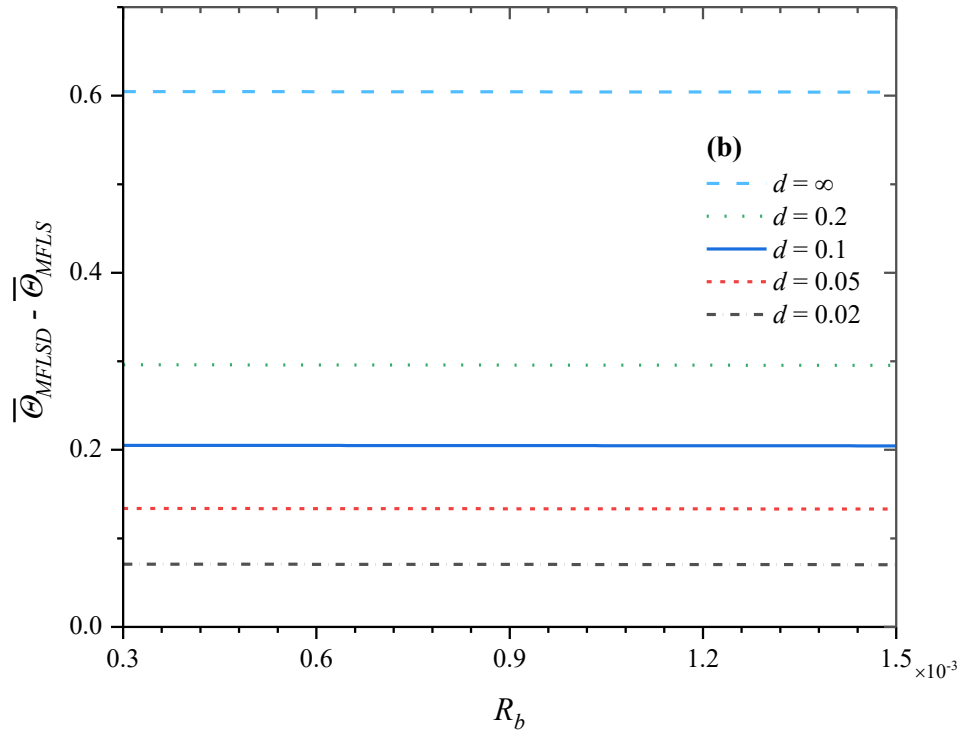 0.6
0.4
0.2
0.0
0.3
0.6
0.9
1.2
1.5
×10⁻³
Θ̅_MFLSD - Θ̅_MFLS
R_b
(b)
d = ∞
d = 0.2
d = 0.1
d = 0.05
d = 0.02